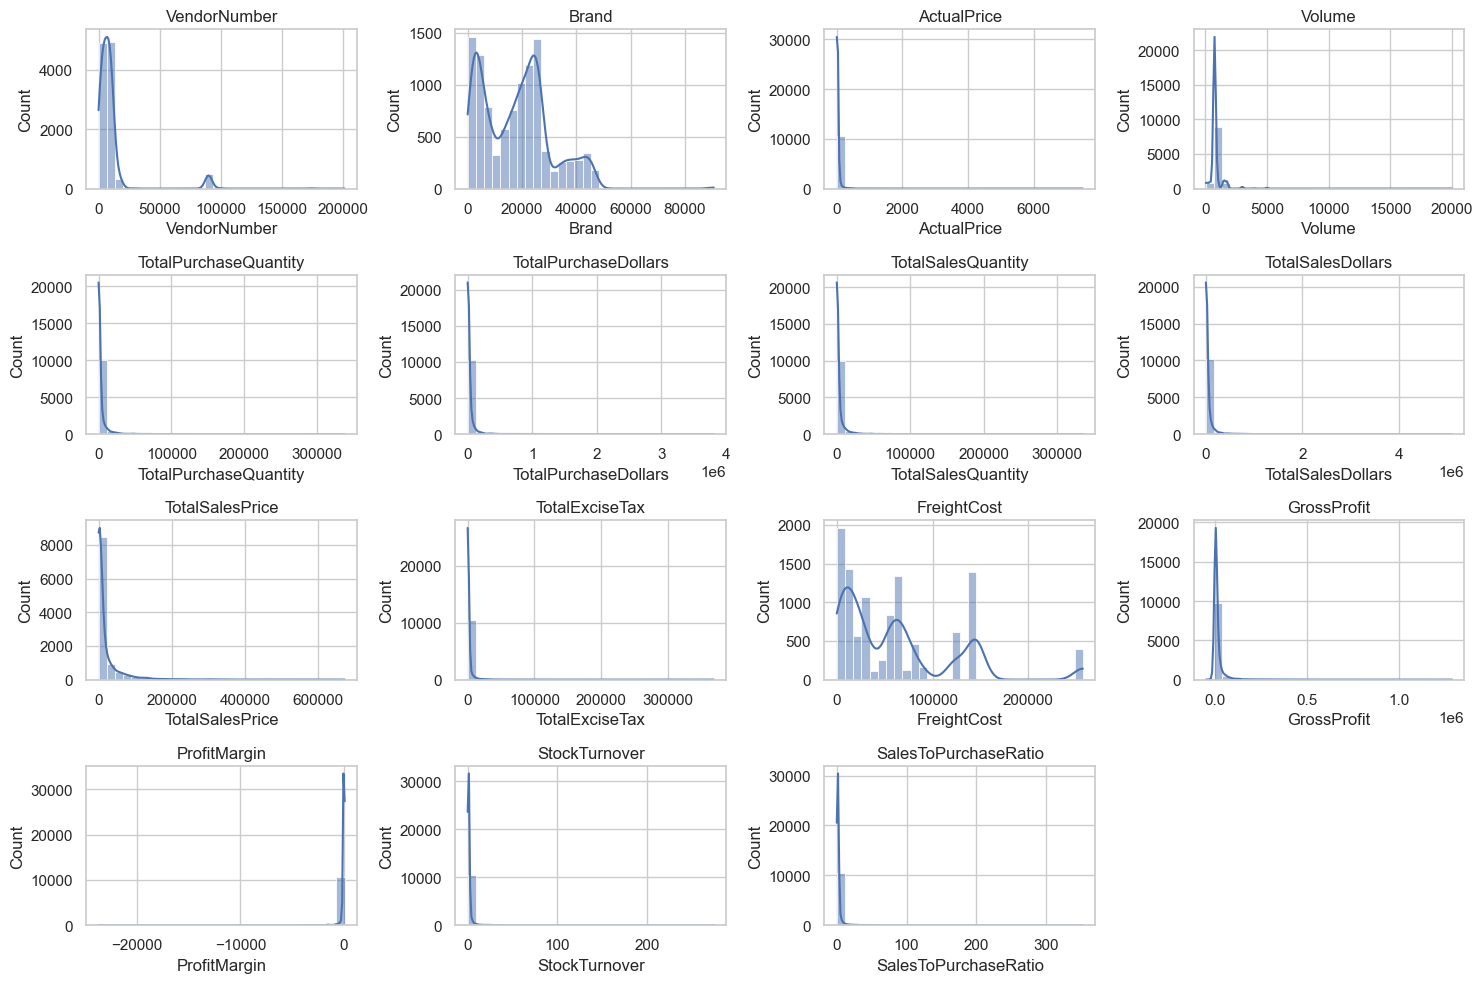 VendorNumber
Count
4000
2000
0
0 50000 100000 150000 200000
VendorNumber
Brand
Count
1500
1000
500
0
0 20000 40000 60000 80000
Brand
ActualPrice
Count
30000
20000
10000
0
0 2000 4000 6000
ActualPrice
Volume
Count
20000
15000
10000
5000
0
0 5000 10000 15000 20000
Volume
TotalPurchaseQuantity
Count
20000
15000
10000
5000
0
0 100000 200000 300000
TotalPurchaseQuantity
TotalPurchaseDollars
Count
20000
15000
10000
5000
0
0 1 2 3 4
1e6
TotalPurchaseDollars
TotalSalesQuantity
Count
20000
15000
10000
5000
0
0 100000 200000 300000
TotalSalesQuantity
TotalSalesDollars
Count
20000
15000
10000
5000
0
0 2 4
1e6
TotalSalesDollars
TotalSalesPrice
Count
8000
6000
4000
2000
0
0 200000 400000 600000
TotalSalesPrice
TotalExciseTax
Count
20000
10000
0
0 100000 200000 300000
TotalExciseTax
FreightCost
Count
2000
1500
1000
500
0
0 1000000 2000000
FreightCost
GrossProfit
Count
20000
15000
10000
5000
0
0.0 0.5 1.0
1e6
GrossProfit
ProfitMargin
Count
30000
20000
10000
0
−20000 −10000 0
ProfitMargin
StockTurnover
Count
30000
20000
10000
0
0 100 200
StockTurnover
SalesToPurchaseRatio
Count
30000
20000
10000
0
0 100 200 300
SalesToPurchaseRatio